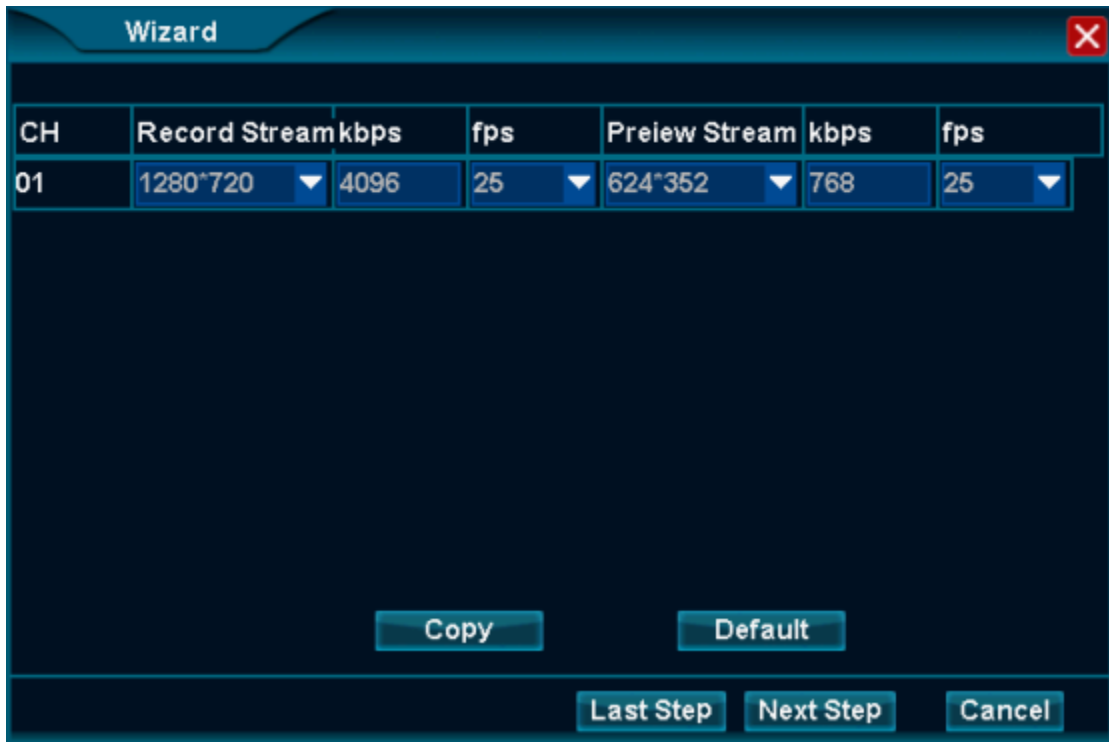 Wizard
CH Record Stream kbps fps Preiew Stream kbps fps
01 1280*720 4096 25 624*352 768 25
Copy Default
Last Step Next Step Cancel